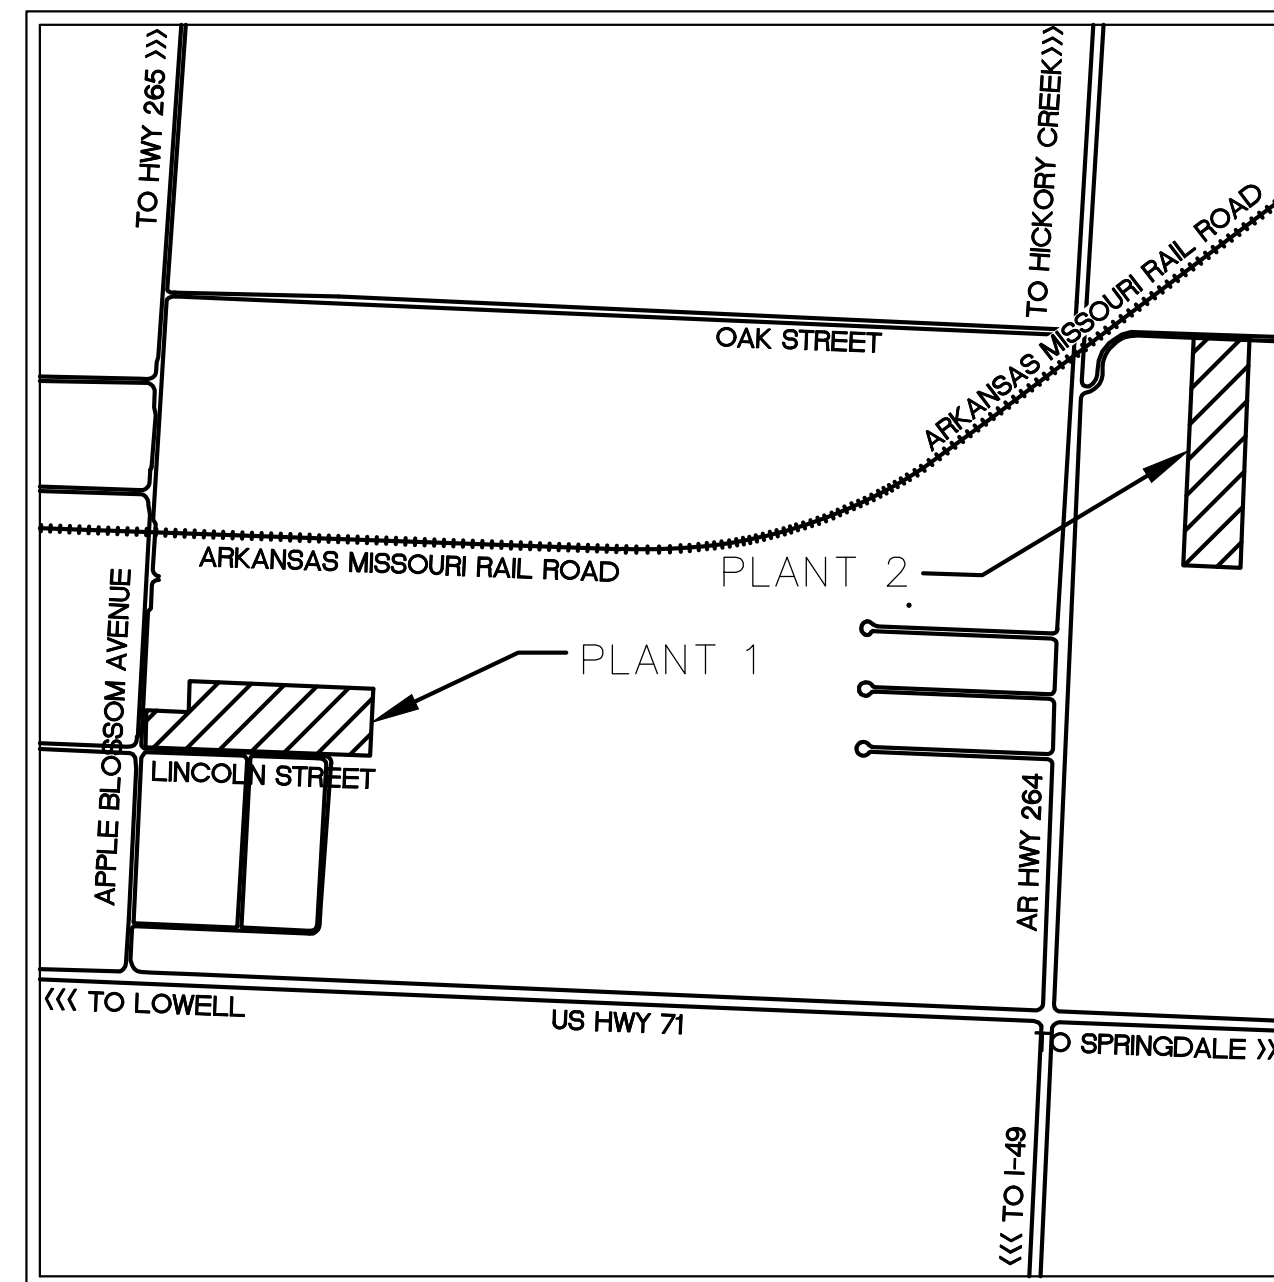 TO HWY 265 >>>
TO HICKORY CREEK>>>
ARKANSAS MISSOURI RAIL ROAD
OAK STREET
ARKANSAS MISSOURI RAIL ROAD
PLANT 2
APPLE BLOSSOM AVENUE
PLANT 1
LINCOLN STREET
AR HWY 264
<<< TO LOWELL
US HWY 71
TO SPRINGDALE >>
<<< TO I-49